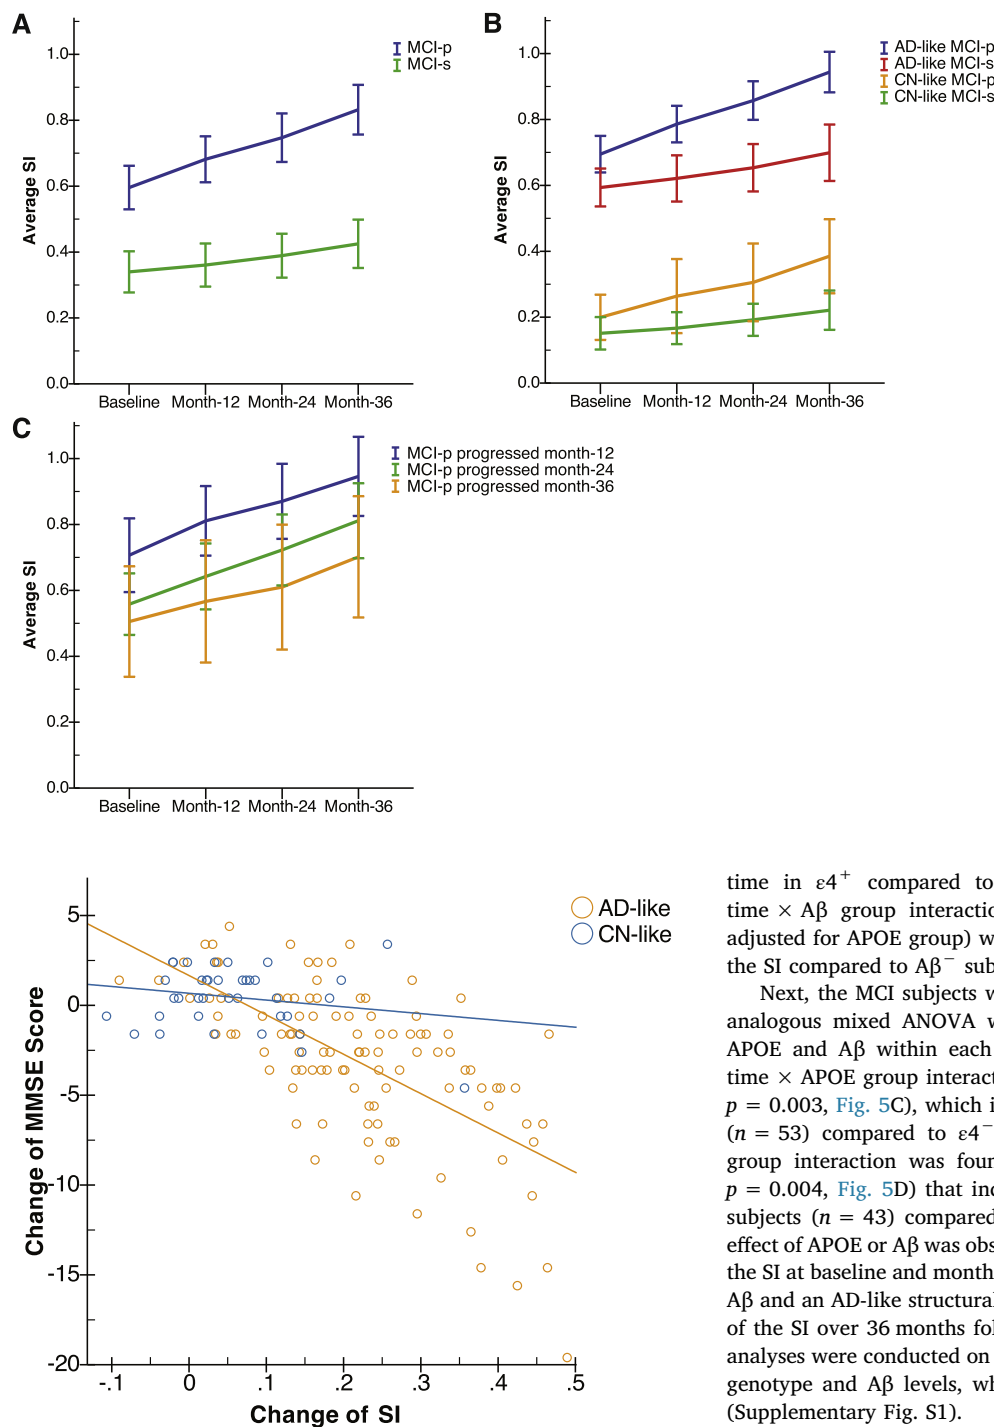 A
1.0
0.8
0.6
0.4
0.2
0.0
Average SI
Baseline Month-12 Month-24 Month-36
MCI-p
MCI-s
B
1.0
0.8
0.6
0.4
0.2
0.0
Average SI
Baseline Month-12 Month-24 Month-36
AD-like MCI-p
AD-like MCI-s
CN-like MCI-p
CN-like MCI-s
C
1.0
0.8
0.6
0.4
0.2
0.0
Average SI
Baseline Month-12 Month-24 Month-36
MCI-p progressed month-12
MCI-p progressed month-24
MCI-p progressed month-36
5
0
-5
-10
-15
-20
Change of MMSE Score
-.1 0 .1 .2 .3 .4 .5
Change of SI
AD-like
CN-like
time in ε4+ compared to
time × Aβ group interactio
adjusted for APOE group) w
the SI compared to Aβ− sub
Next, the MCI subjects w
analogous mixed ANOVA w
APOE and Aβ within each
time × APOE group interact
p = 0.003, Fig. 5C), which i
(n = 53) compared to ε4−
group interaction was foun
p = 0.004, Fig. 5D) that inc
subjects (n = 43) compared
effect of APOE or Aβ was obs
the SI at baseline and month
Aβ and an AD-like structural
of the SI over 36 months fol
analyses were conducted on
genotype and Aβ levels, wh
(Supplementary Fig. S1).